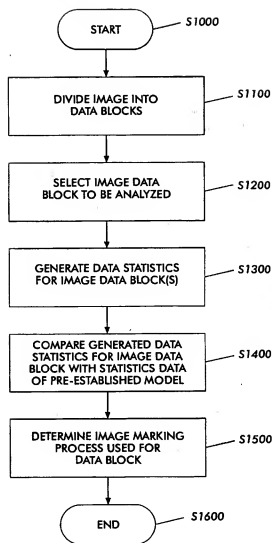 START
S1000
DIVIDE IMAGE INTO
DATA BLOCKS
S1100
SELECT IMAGE DATA
BLOCK TO BE ANALYZED
S1200
GENERATE DATA STATISTICS
FOR IMAGE DATA BLOCK(S)
S1300
COMPARE GENERATED DATA
STATISTICS FOR IMAGE DATA
BLOCK WITH STATISTICS DATA
OF PRE-ESTABLISHED MODEL
S1400
DETERMINE IMAGE MARKING
PROCESS USED FOR
DATA BLOCK
S1500
END
S1600